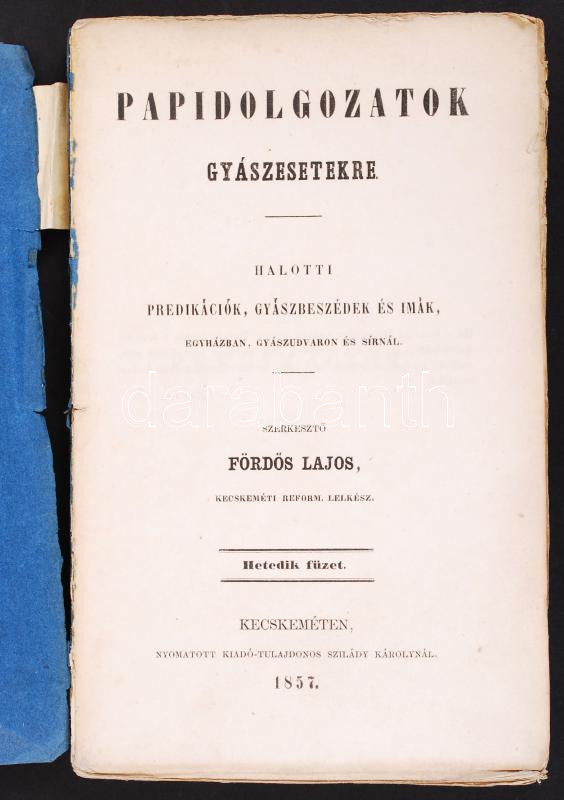 PAPIDOLGOZATOK
GYÁSZESETEKRE.
HALOTTI
PREDIKÁCIÓK, GYÁSZBESZÉDEK ÉS IMÁK,
EGYHÁZBAN, GYÁSZUDVARON ÉS SÍRNÁL.
darabanth
SZERKESZTŐ
FÖRDŐS LAJOS,
KECSKEMÉTI REFORM. LELKÉSZ.
Hetedik füzet.
KECSKEMÉTEN,
NYOMATOTT KIADÓ-TULAJDONOS SZILÁDY KÁROLYNÁL.
1857.